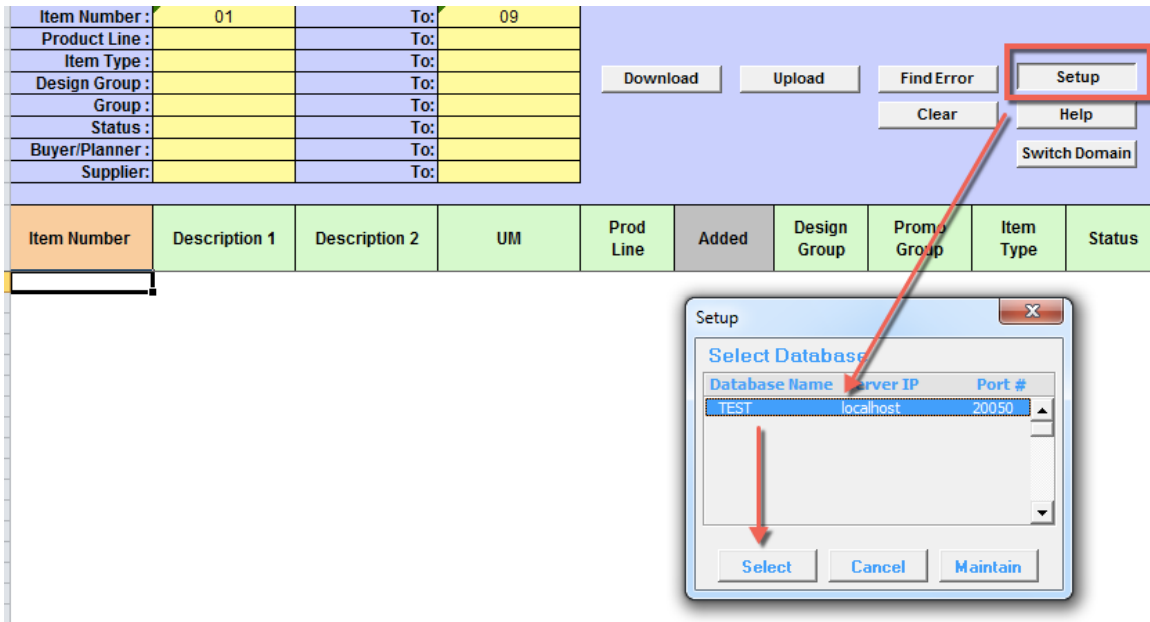 Item Number : 01 To: 09
Product Line : To:
Item Type : To:
Design Group : To:
Group : To:
Status : To:
Buyer/Planner : To:
Supplier: To:
Download Upload Find Error Setup
Clear Help
Switch Domain
Item Number Description 1 Description 2 UM Prod Line Added Design Group Promo Group Item Type Status
Setup
Select Database
Database Name Port #
TEST localhost 20050
Select Cancel Maintain